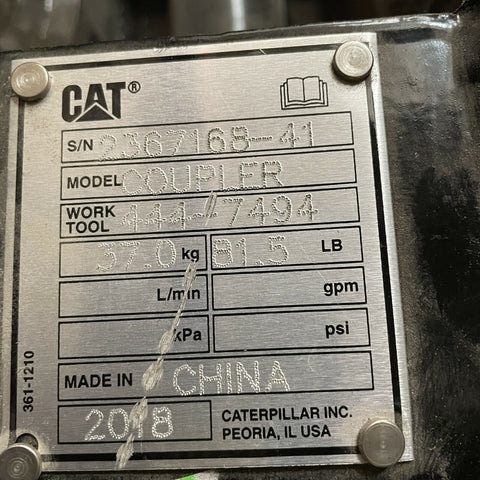 CAT®
S/N 2367168-41
MODEL COUPLER
WORK TOOL 444-7494
37.0 kg 81.5 LB
L/min gpm
kPa psi
MADE IN CHINA
2018 CATERPILLAR INC.
PEORIA, IL USA
361-1210